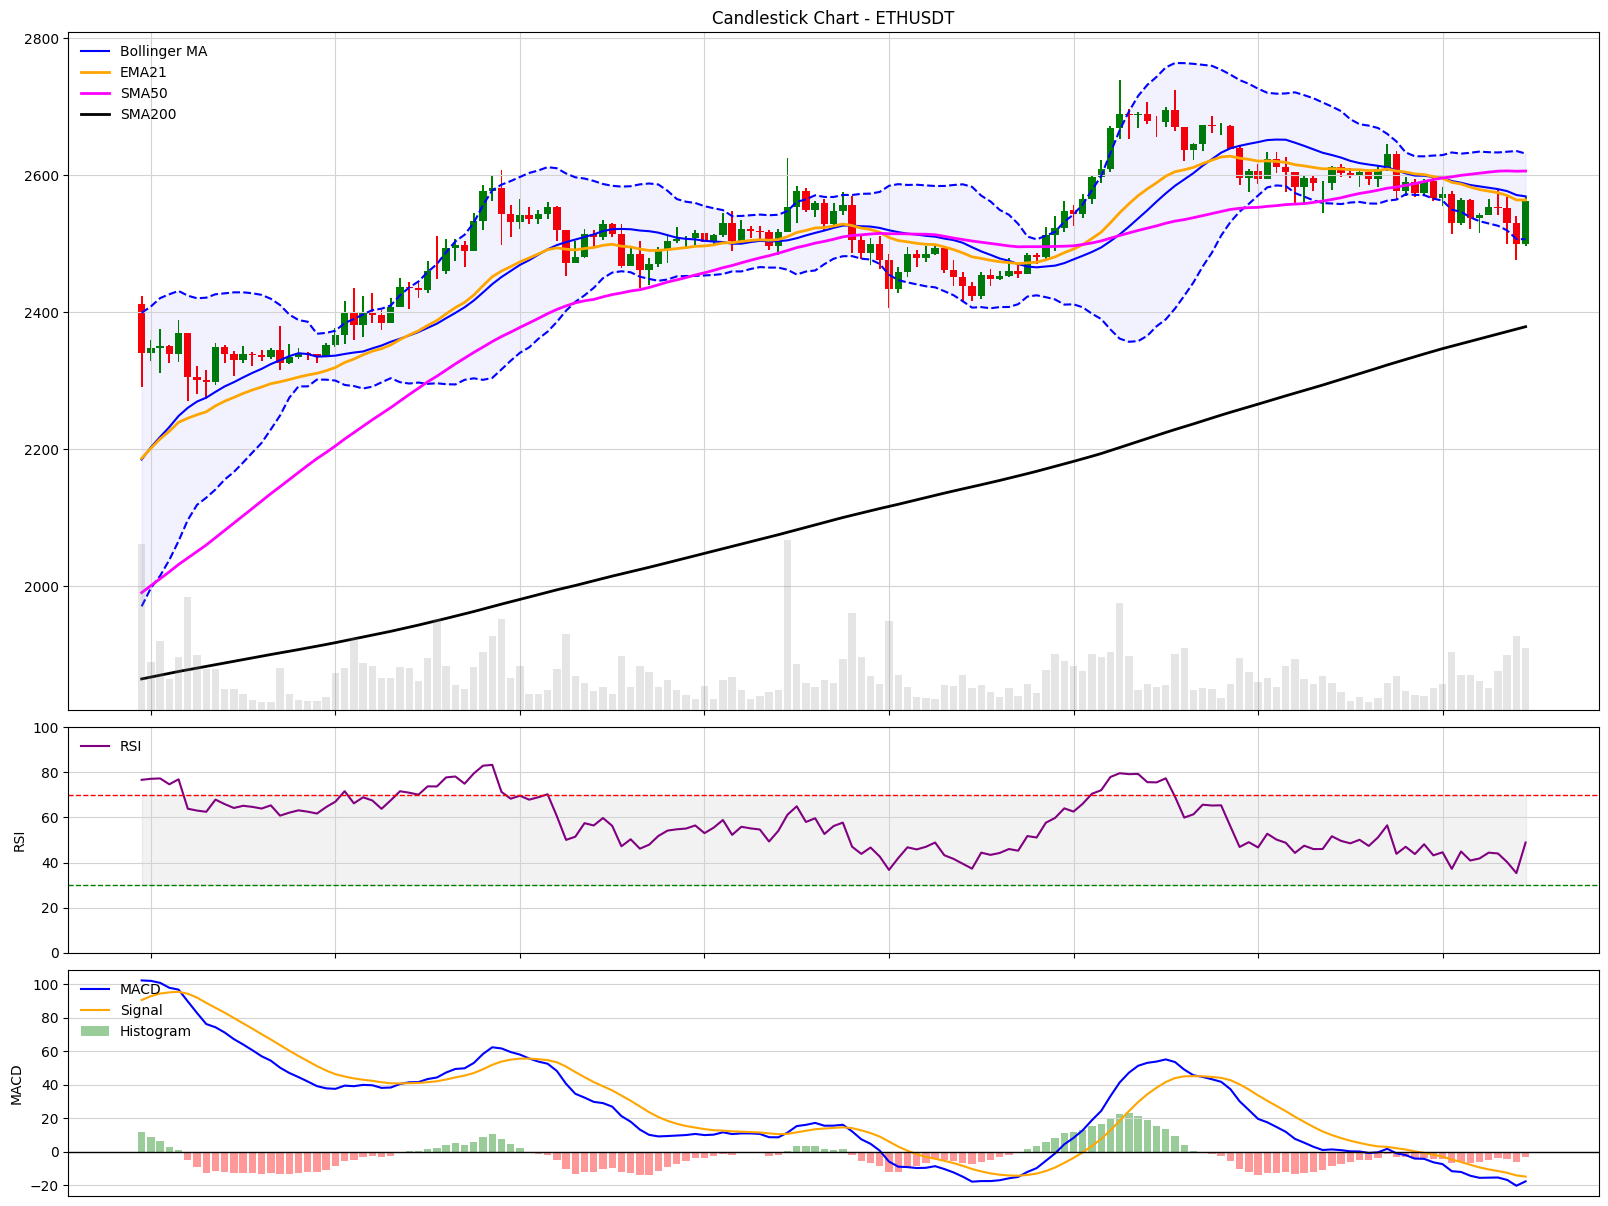 Candlestick Chart - ETHUSDT
2800
2600
2400
2200
2000
Bollinger MA
EMA21
SMA50
SMA200
100
80
60
40
20
0
RSI
RSI
100
80
60
40
20
0
−20
MACD
MACD
Signal
Histogram